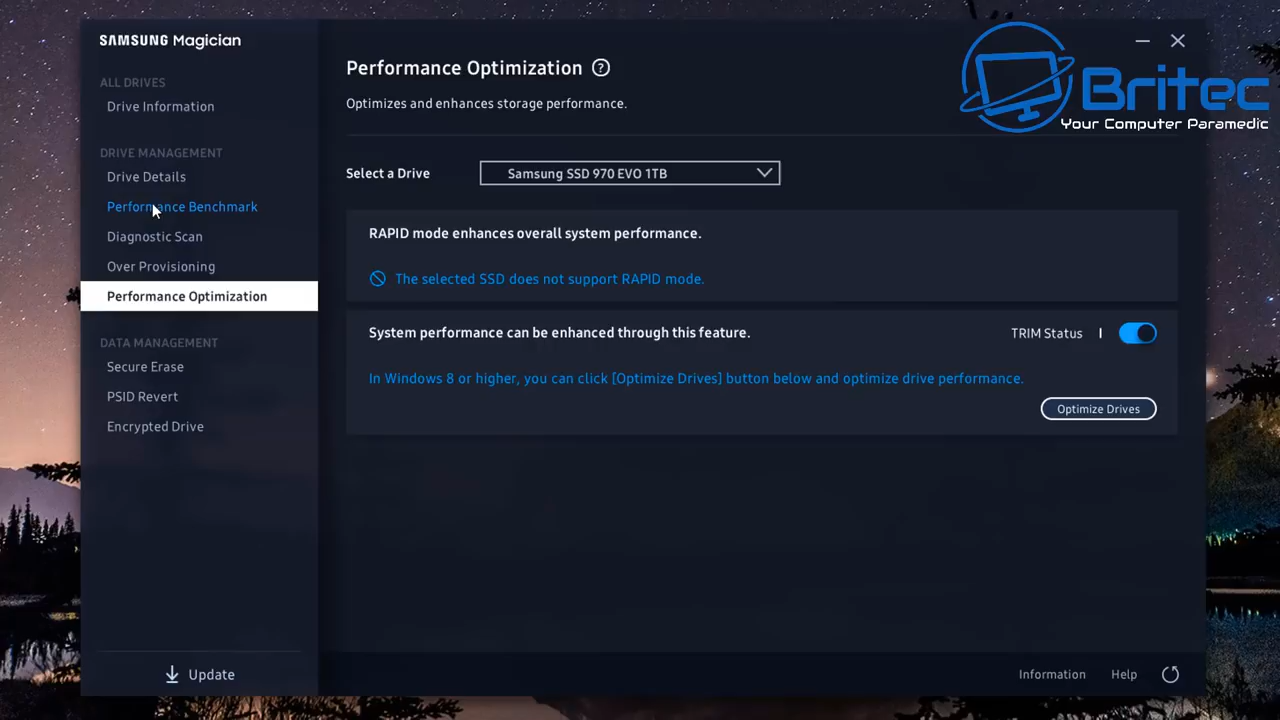 SAMSUNG Magician
ALL DRIVES
Drive Information
DRIVE MANAGEMENT
Drive Details
Performance Benchmark
Diagnostic Scan
Over Provisioning
Performance Optimization
DATA MANAGEMENT
Secure Erase
PSID Revert
Encrypted Drive
Update
Performance Optimization ?
Optimizes and enhances storage performance.
Select a Drive Samsung SSD 970 EVO 1TB
RAPID mode enhances overall system performance.
The selected SSD does not support RAPID mode.
System performance can be enhanced through this feature. TRIM Status I
In Windows 8 or higher, you can click [Optimize Drives] button below and optimize drive performance.
Optimize Drives
Information Help
Britec
Your Computer Paramedic